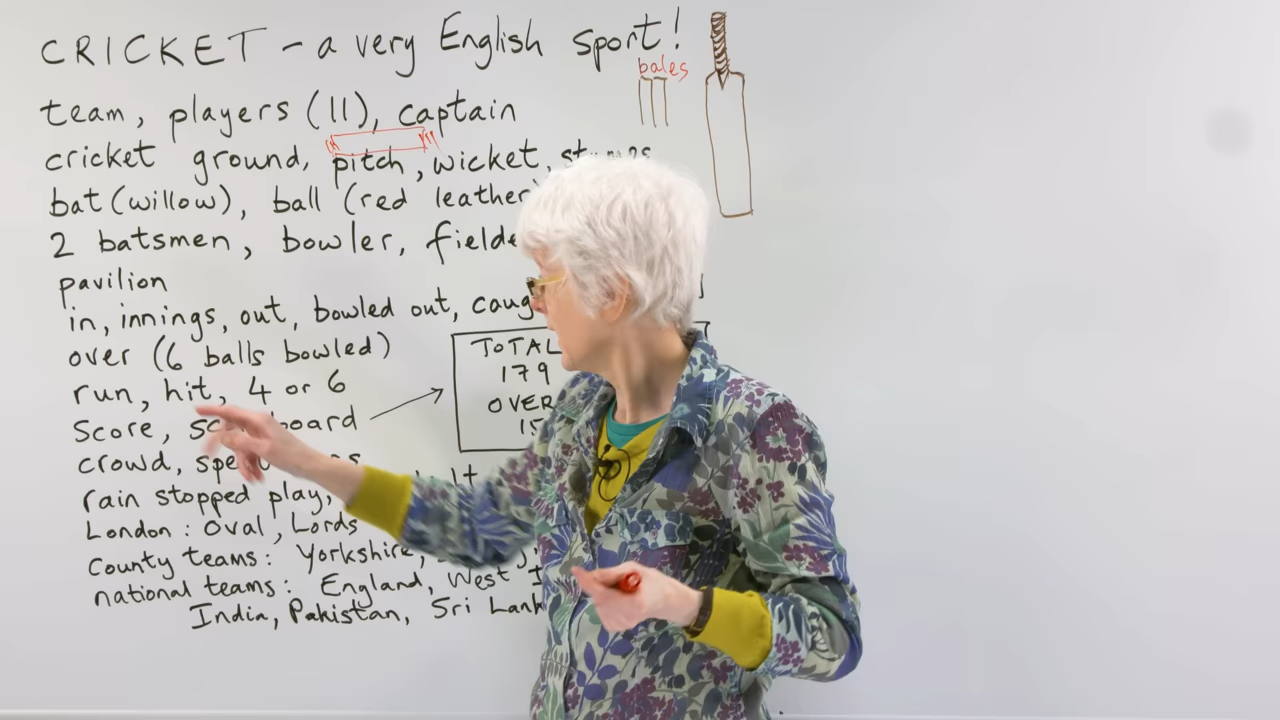 CRICKET – a very English sport!
bales
team, players (11), captain
cricket ground, pitch, wicket,
bat (willow), ball (red leather
2 batsmen, bowler,
pavilion
in, innings, out, bowled out,
over (6 balls bowled)
run, hit, 4 or 6
score,
crowd,
rain stopped play,
London: Oval, Lords
County teams: Yorkshire,
national teams: England, West
India, Pakistan, Sri
TOTAL
179
OVER